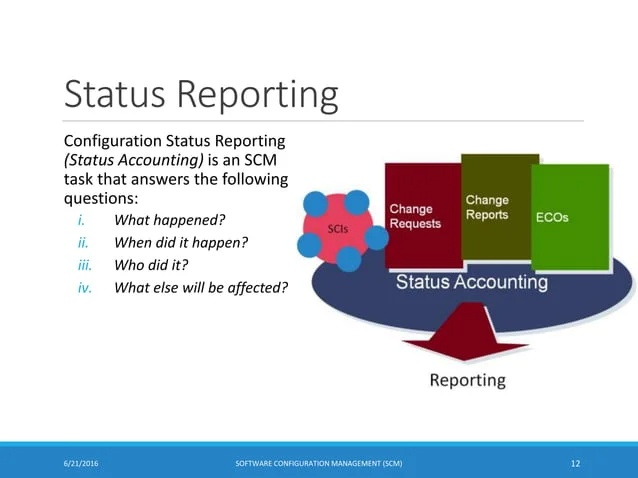 Status Reporting
Configuration Status Reporting
(Status Accounting) is an SCM
task that answers the following
questions:
i. What happened?
ii. When did it happen?
iii. Who did it?
iv. What else will be affected?
SCIs
Change
Requests
Change
Reports
ECOs
Status Accounting
Reporting
6/21/2016
SOFTWARE CONFIGURATION MANAGEMENT (SCM)
12